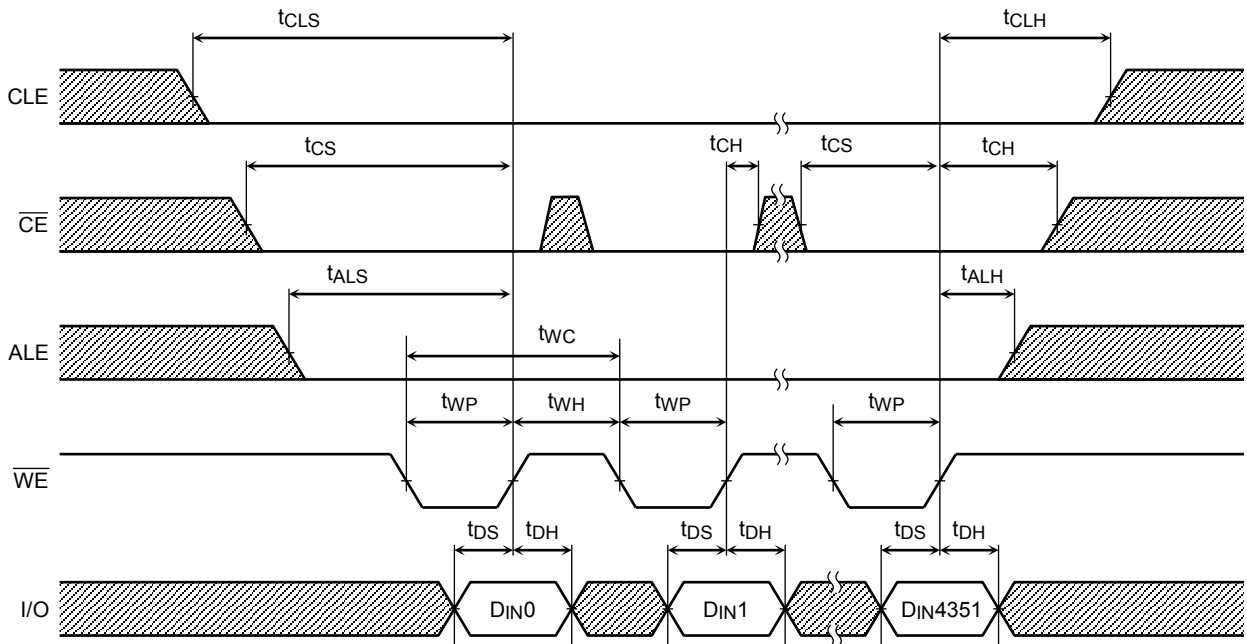 tCLS
tCLH
CLE
tCS
tCH
tCS
tCH
CE
tALS
tALH
ALE
tWC
tWP
tWH
tWP
tWP
WE
tDS
tDH
tDS
tDH
tDS
tDH
I/O
DIN0
DIN1
DIN4351